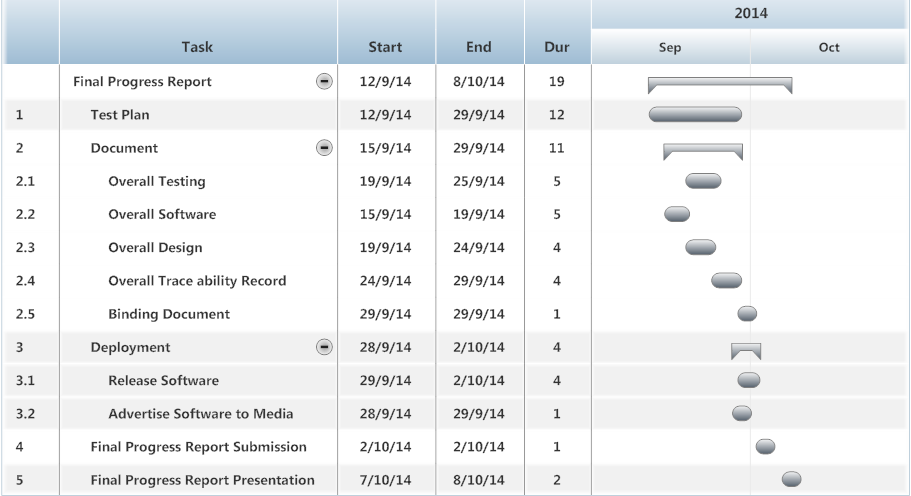 2014
Task Start End Dur Sep Oct
Final Progress Report 12/9/14 8/10/14 19
1 Test Plan 12/9/14 29/9/14 12
2 Document 15/9/14 29/9/14 11
2.1 Overall Testing 19/9/14 25/9/14 5
2.2 Overall Software 15/9/14 19/9/14 5
2.3 Overall Design 19/9/14 24/9/14 4
2.4 Overall Trace ability Record 24/9/14 29/9/14 4
2.5 Binding Document 29/9/14 29/9/14 1
3 Deployment 28/9/14 2/10/14 4
3.1 Release Software 29/9/14 2/10/14 4
3.2 Advertise Software to Media 28/9/14 29/9/14 1
4 Final Progress Report Submission 2/10/14 2/10/14 1
5 Final Progress Report Presentation 7/10/14 8/10/14 2